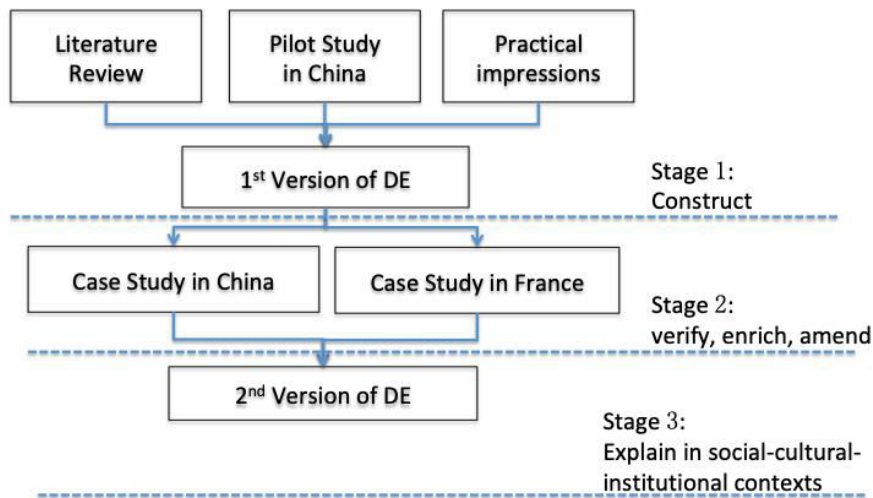 Literature
Review
Pilot Study
in China
Practical
impressions
1st Version of DE
Stage 1:
Construct
Case Study in China
Case Study in France
Stage 2:
verify, enrich, amend
2nd Version of DE
Stage 3:
Explain in social-cultural-
institutional contexts